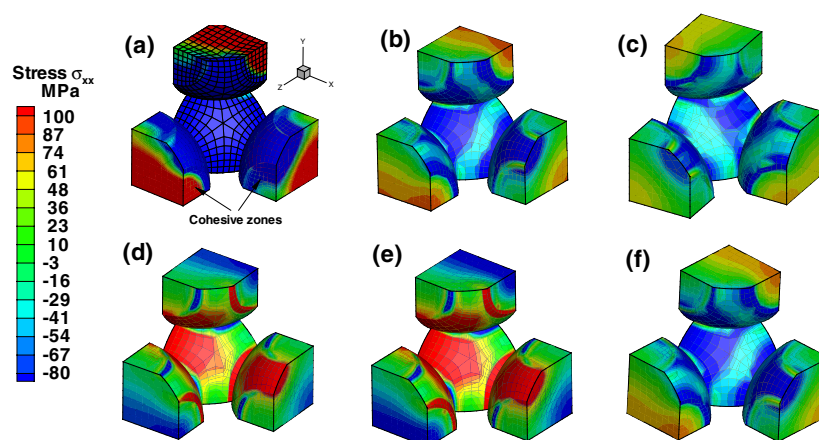 (a)
(b)
(c)
Stress σxx
MPa
100
87
74
61
48
36
23
10
-3
-16
-29
-41
-54
-67
-80
Y
Z
X
Cohesive zones
(d)
(e)
(f)